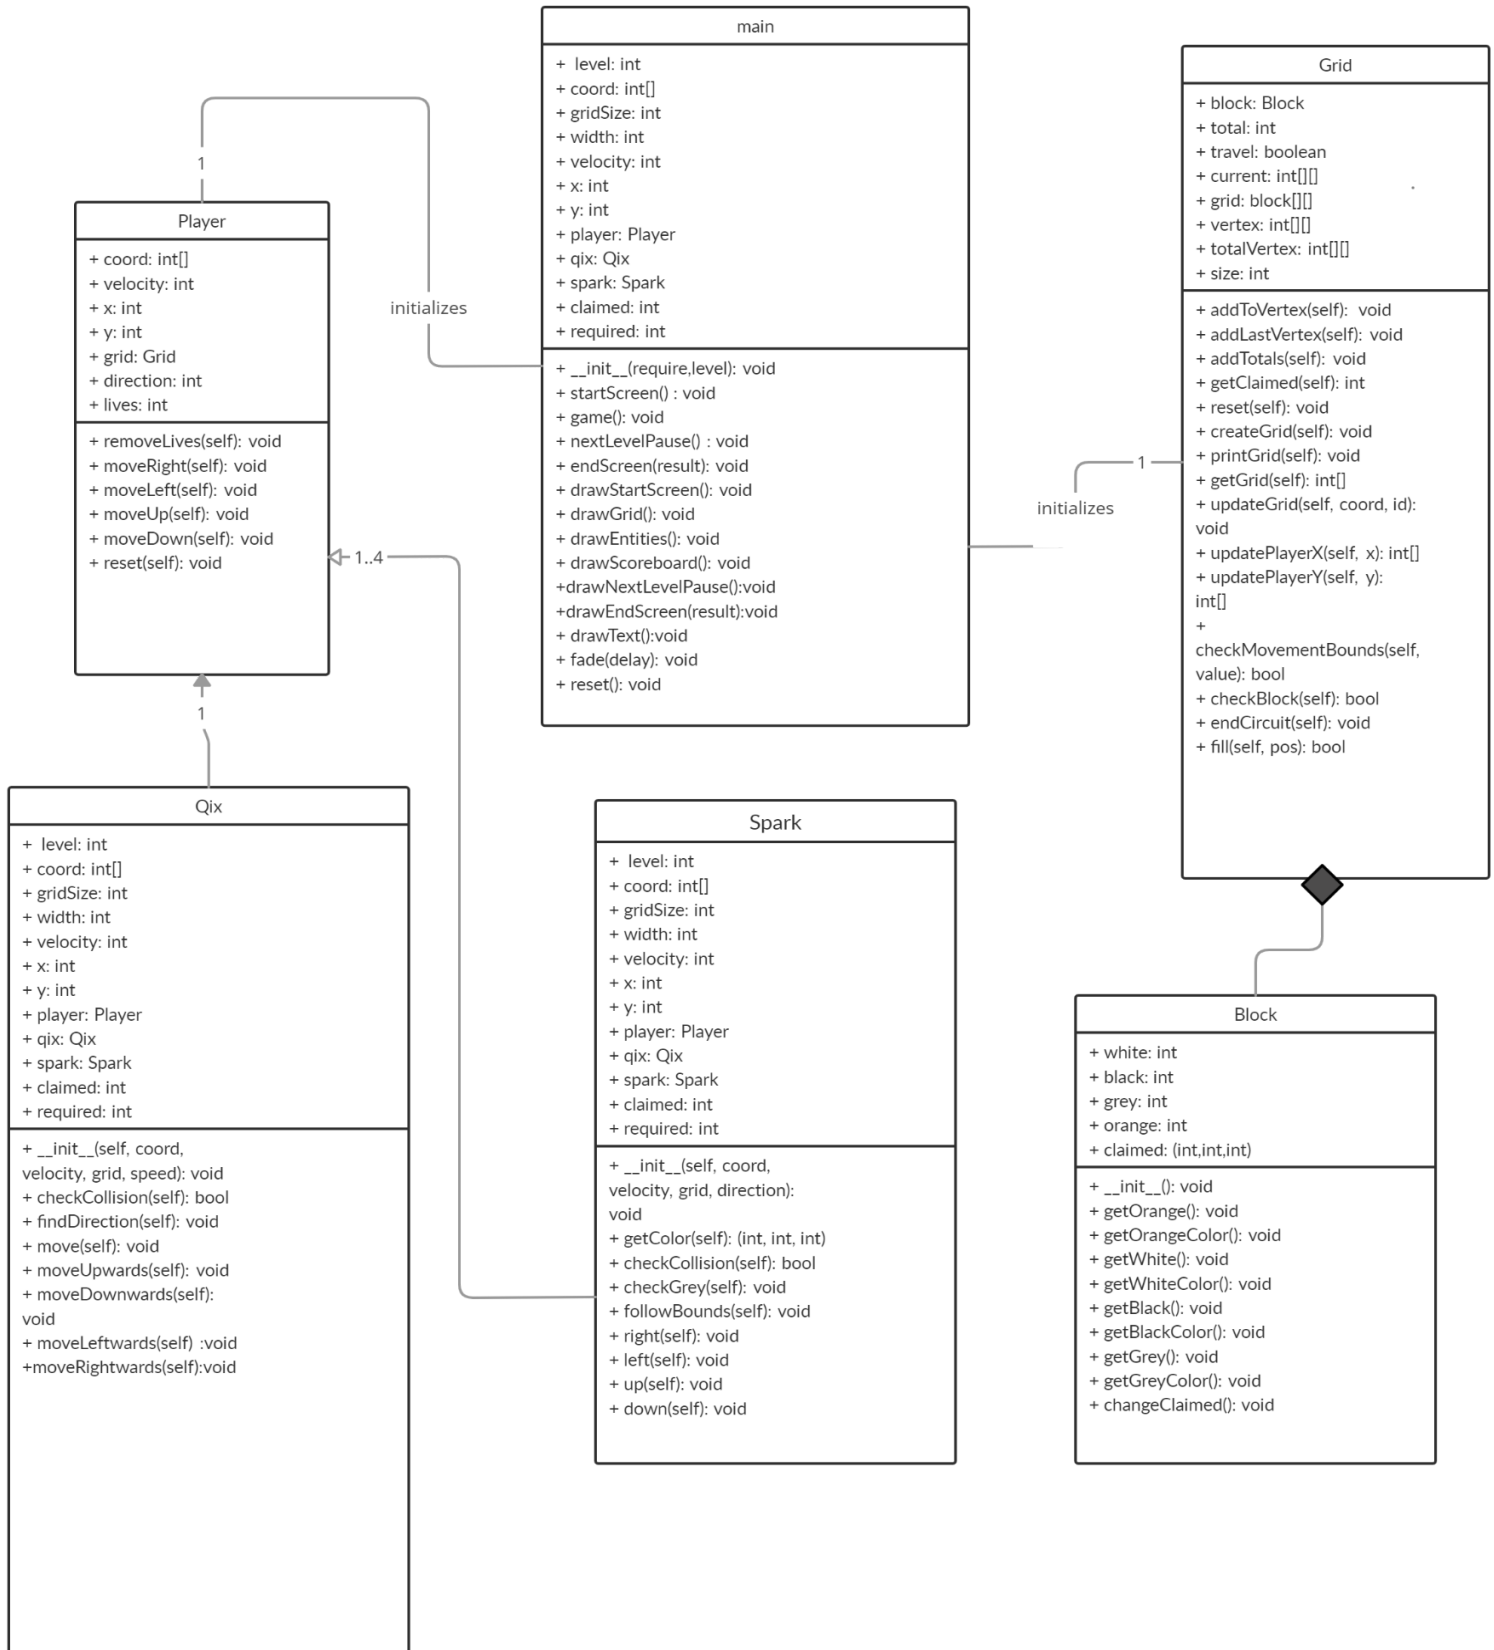 main
+  level: int
+ coord: int[]
+ gridSize: int
+ width: int
+ velocity: int
+ x: int
+ y: int
+ player: Player
+ qix: Qix
+ spark: Spark
+ claimed: int
+ required: int
+ __init__(require,level): void
+ startScreen() : void
+ game(): void
+ nextLevelPause() : void
+ endScreen(result): void
+ drawStartScreen(): void
+ drawGrid(): void
+ drawEntities(): void
+ drawScoreboard(): void
+drawNextLevelPause():void
+drawEndScreen(result):void
+ drawText():void
+ fade(delay): void
+ reset(): void
Grid
+ block: Block
+ total: int
+ travel: boolean
+ current: int[][]
+ grid: block[][]
+ vertex: int[][]
+ totalVertex: int[][]
+ size: int
+ addToVertex(self):  void
+ addLastVertex(self): void
+ addTotals(self): void
+ getClaimed(self): int
+ reset(self): void
+ createGrid(self): void
+ printGrid(self): void
+ getGrid(self): int[]
+ updateGrid(self, coord, id):
void
+ updatePlayerX(self, x): int[]
+ updatePlayerY(self, y):
int[]
+
checkMovementBounds(self,
value): bool
+ checkBlock(self): bool
+ endCircuit(self): void
+ fill(self, pos): bool
1
initializes
1
initializes
Player
+ coord: int[]
+ velocity: int
+ x: int
+ y: int
+ grid: Grid
+ direction: int
+ lives: int
+ removeLives(self): void
+ moveRight(self): void
+ moveLeft(self): void
+ moveUp(self): void
+ moveDown(self): void
+ reset(self): void
1..4
1
Qix
+  level: int
+ coord: int[]
+ gridSize: int
+ width: int
+ velocity: int
+ x: int
+ y: int
+ player: Player
+ qix: Qix
+ spark: Spark
+ claimed: int
+ required: int
+ __init__(self, coord,
velocity, grid, speed): void
+ checkCollision(self): bool
+ findDirection(self): void
+ move(self): void
+ moveUpwards(self): void
+ moveDownwards(self):
void
+ moveLeftwards(self) :void
+moveRightwards(self):void
Spark
+  level: int
+ coord: int[]
+ gridSize: int
+ width: int
+ velocity: int
+ x: int
+ y: int
+ player: Player
+ qix: Qix
+ spark: Spark
+ claimed: int
+ required: int
+ __init__(self, coord,
velocity, grid, direction):
void
+ getColor(self): (int, int, int)
+ checkCollision(self): bool
+ checkGrey(self): void
+ followBounds(self): void
+ right(self): void
+ left(self): void
+ up(self): void
+ down(self): void
Block
+ white: int
+ black: int
+ grey: int
+ orange: int
+ claimed: (int,int,int)
+ __init__(): void
+ getOrange(): void
+ getOrangeColor(): void
+ getWhite(): void
+ getWhiteColor(): void
+ getBlack(): void
+ getBlackColor(): void
+ getGrey(): void
+ getGreyColor(): void
+ changeClaimed(): void